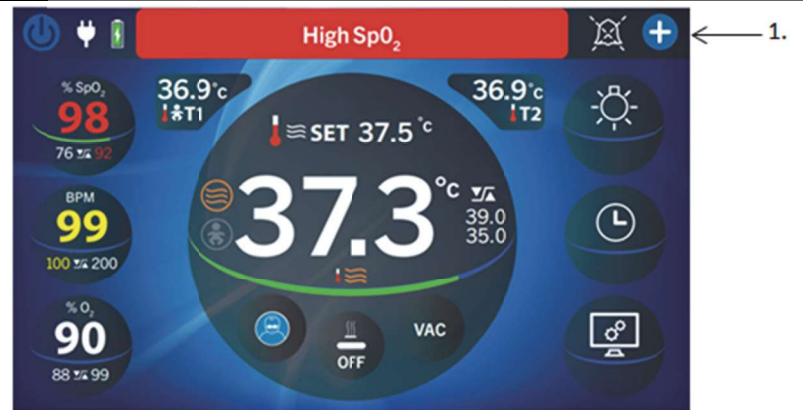 High Sp0₂
1.
% SpO₂
98
76 92
36.9°c
T1
36.9°c
T2
SET 37.5 °c
37.3 °c
39.0
35.0
BPM
99
100 200
% O₂
90
88 99
OFF
VAC